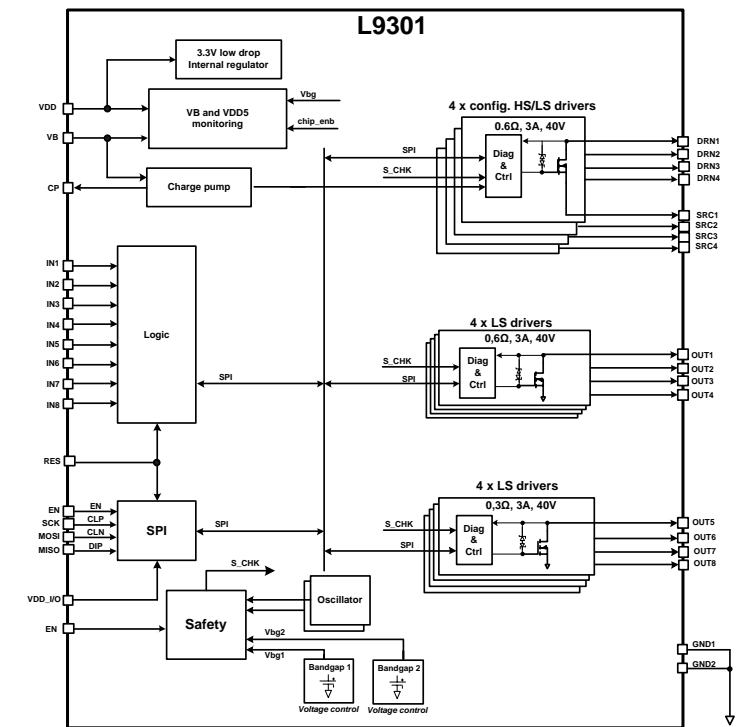 L9301
3.3V low drop
Internal regulator
VDD
VB and VDD5
monitoring
Vbg
chip_enb
VB
CP
Charge pump
4 x config. HS/LS drivers
0.6Ω, 3A, 40V
SPI
S_CHK
Diag
&
Ctrl
DRN1
DRN2
DRN3
DRN4
SRC1
SRC2
SRC3
SRC4
IN1
IN2
IN3
IN4
IN5
IN6
IN7
IN8
Logic
SPI
4 x LS drivers
0,6Ω, 3A, 40V
S_CHK
SPI
Diag
&
Ctrl
OUT1
OUT2
OUT3
OUT4
RES
EN
SCK
MOSI
MISO
EN
CLP
CLN
DIP
SPI
SPI
4 x LS drivers
0,3Ω, 3A, 40V
S_CHK
SPI
Diag
&
Ctrl
OUT5
OUT6
OUT7
OUT8
VDD_I/O
EN
S_CHK
Safety
Oscillator
Vbg2
Vbg1
Bandgap 1
Voltage control
Bandgap 2
Voltage control
GND1
GND2